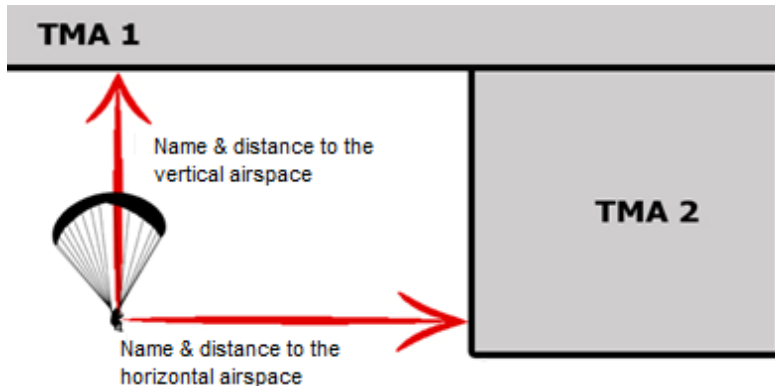 TMA 1
Name & distance to the
vertical airspace
TMA 2
Name & distance to the
horizontal airspace